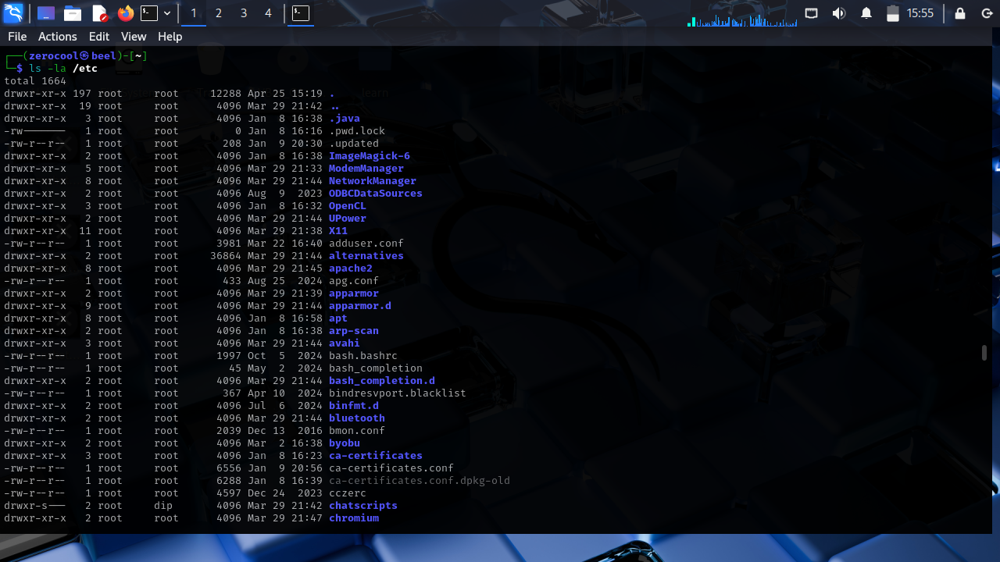 1 2 3 4 15:55
File Actions Edit View Help
┌──(zerocool㉿beel)-[~]
└─$ ls -la /etc
total 1664
drwxr-xr-x 197 root root 12288 Apr 25 15:19 .
drwxr-xr-x 19 root root 4096 Mar 29 21:42 ..
drwxr-xr-x 3 root root 4096 Jan 8 16:38 .java
-rw------- 1 root root 0 Jan 8 16:16 .pwd.lock
-rw-r--r-- 1 root root 208 Jan 9 20:30 .updated
drwxr-xr-x 2 root root 4096 Jan 8 16:38 ImageMagick-6
drwxr-xr-x 5 root root 4096 Mar 29 21:33 ModemManager
drwxr-xr-x 8 root root 4096 Mar 29 21:44 NetworkManager
drwxr-xr-x 2 root root 4096 Aug 9 2023 ODBCDataSources
drwxr-xr-x 3 root root 4096 Jan 8 16:32 OpenCL
drwxr-xr-x 2 root root 4096 Mar 29 21:44 UPower
drwxr-xr-x 11 root root 4096 Mar 29 21:38 X11
-rw-r--r-- 1 root root 3981 Mar 22 16:40 adduser.conf
drwxr-xr-x 2 root root 36864 Mar 29 21:44 alternatives
drwxr-xr-x 8 root root 4096 Mar 29 21:45 apache2
-rw-r--r-- 1 root root 433 Aug 25 2024 apg.conf
drwxr-xr-x 2 root root 4096 Mar 29 21:39 apparmor
drwxr-xr-x 9 root root 4096 Mar 29 21:44 apparmor.d
drwxr-xr-x 8 root root 4096 Jan 8 16:58 apt
drwxr-xr-x 2 root root 4096 Jan 8 16:38 arp-scan
drwxr-xr-x 3 root root 4096 Mar 29 21:44 avahi
-rw-r--r-- 1 root root 1997 Oct 5 2024 bash.bashrc
-rw-r--r-- 1 root root 45 May 2 2024 bash_completion
drwxr-xr-x 2 root root 4096 Mar 29 21:44 bash_completion.d
-rw-r--r-- 1 root root 367 Apr 10 2024 bindresvport.blacklist
drwxr-xr-x 2 root root 4096 Jul 6 2024 binfmt.d
drwxr-xr-x 2 root root 4096 Mar 29 21:44 bluetooth
-rw-r--r-- 1 root root 2039 Dec 13 2016 bmon.conf
drwxr-xr-x 2 root root 4096 Mar 2 16:38 byobu
drwxr-xr-x 3 root root 4096 Jan 8 16:23 ca-certificates
-rw-r--r-- 1 root root 6556 Jan 9 20:56 ca-certificates.conf
-rw-r--r-- 1 root root 6288 Jan 8 16:39 ca-certificates.conf.dpkg-old
-rw-r--r-- 1 root root 4597 Dec 24 2023 cczerc
drwxr-s--- 2 root dip 4096 Mar 29 21:42 chatscripts
drwxr-xr-x 2 root root 4096 Mar 29 21:47 chromium